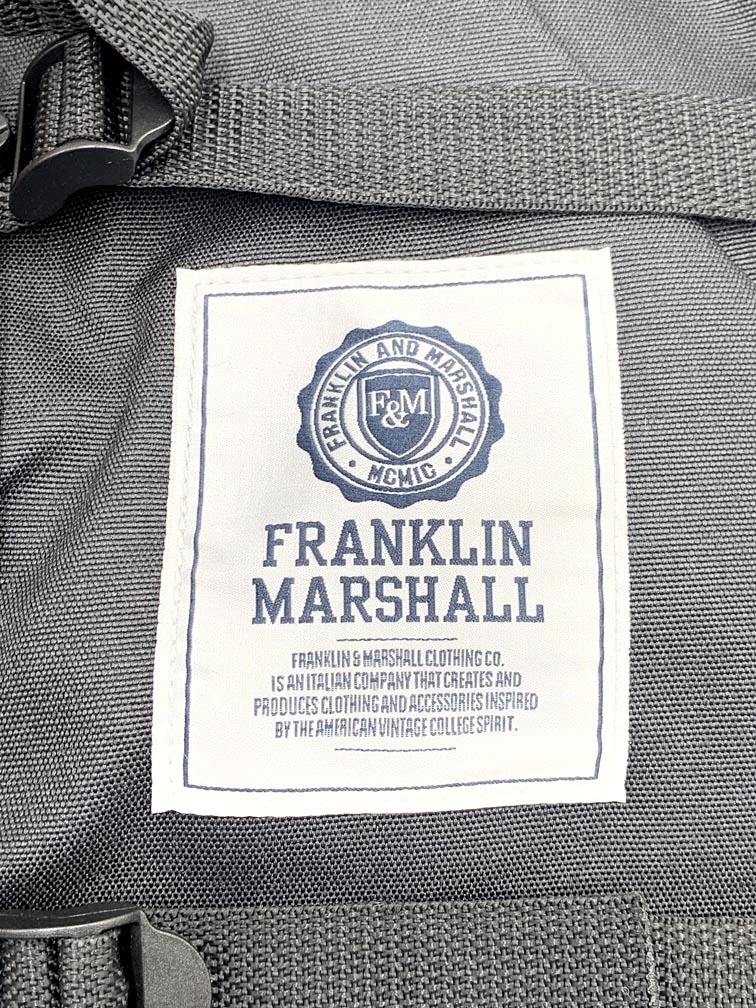 FRANKLIN AND MARSHALL
F&M
• MCMIC •
FRANKLIN
MARSHALL
FRANKLIN & MARSHALL CLOTHING CO.
IS AN ITALIAN COMPANY THAT CREATES AND
PRODUCES CLOTHING AND ACCESSORIES INSPIRED
BY THE AMERICAN VINTAGE COLLEGE SPIRIT.